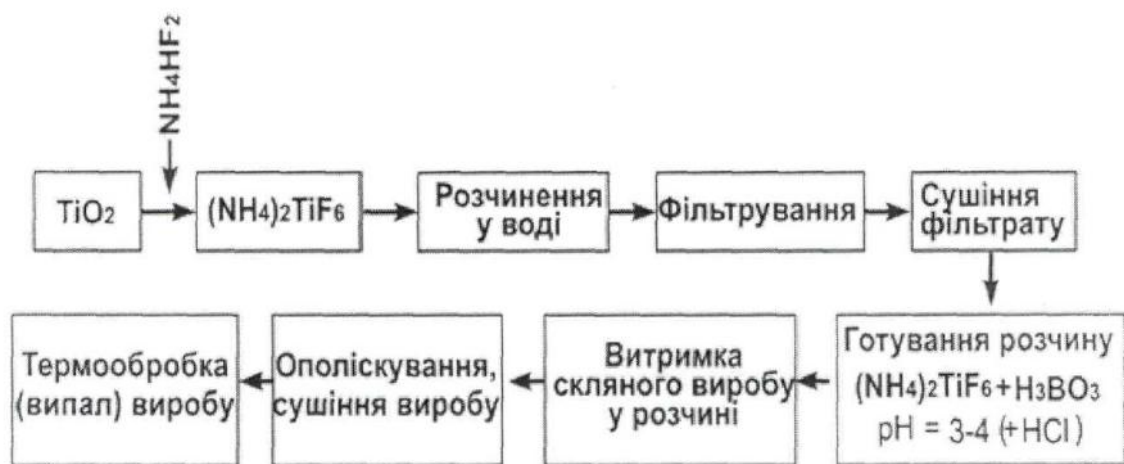 NH4HF2
TiO2
(NH4)2TiF6
Розчинення
у воді
Фільтрування
Сушіння
фільтрату
Термообробка
(випал) виробу
Ополіскування,
сушіння виробу
Витримка
скляного виробу
у розчині
Готування розчину
(NH4)2TiF6+H3BO3
pH = 3-4 (+HCl)